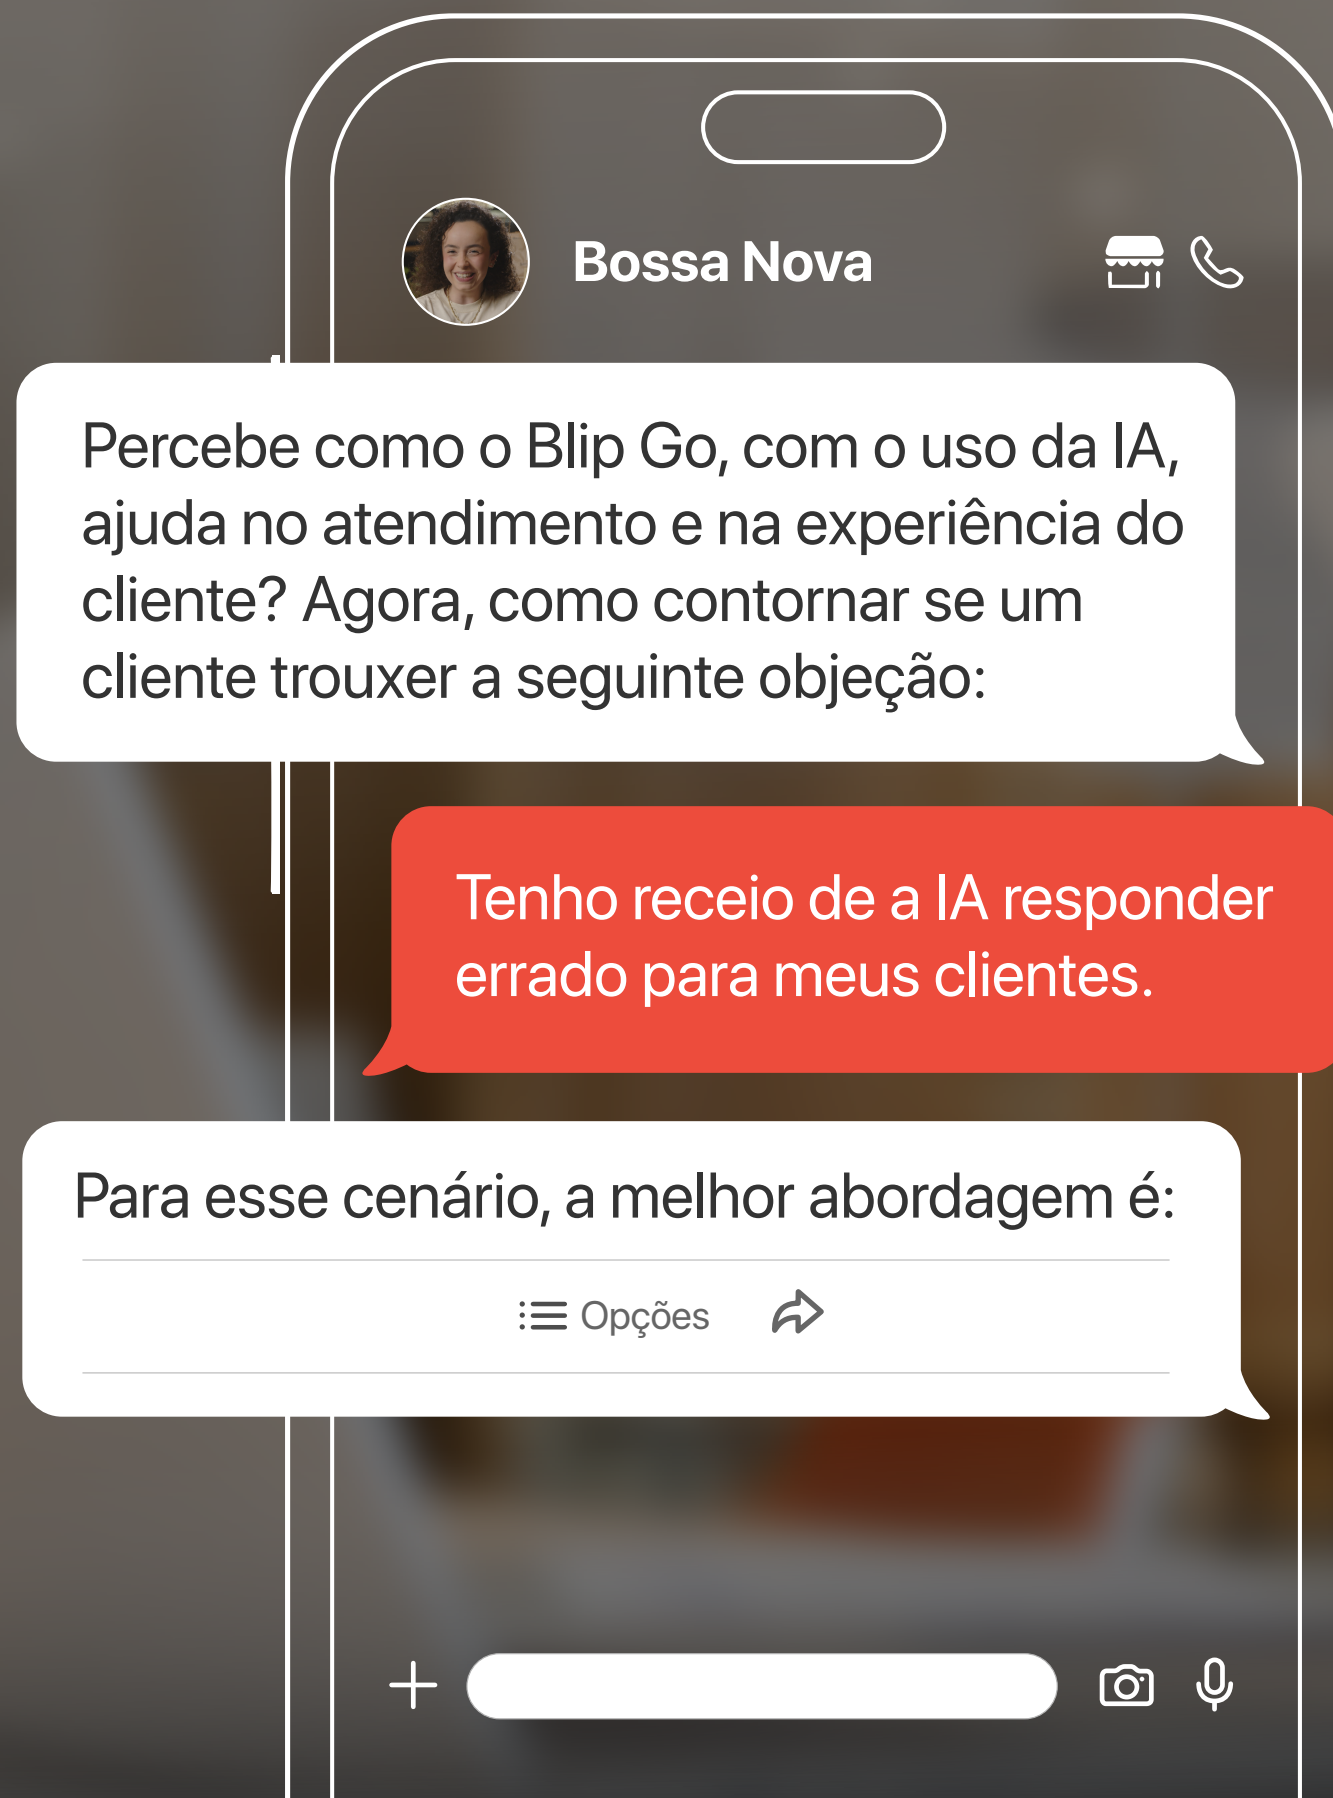 Bossa Nova
Percebe como o Blip Go, com o uso da IA,
ajuda no atendimento e na experiência do
cliente? Agora, como contornar se um
cliente trouxer a seguinte objeção:
Tenho receio de a IA responder
errado para meus clientes.
Para esse cenário, a melhor abordagem é:
Opções